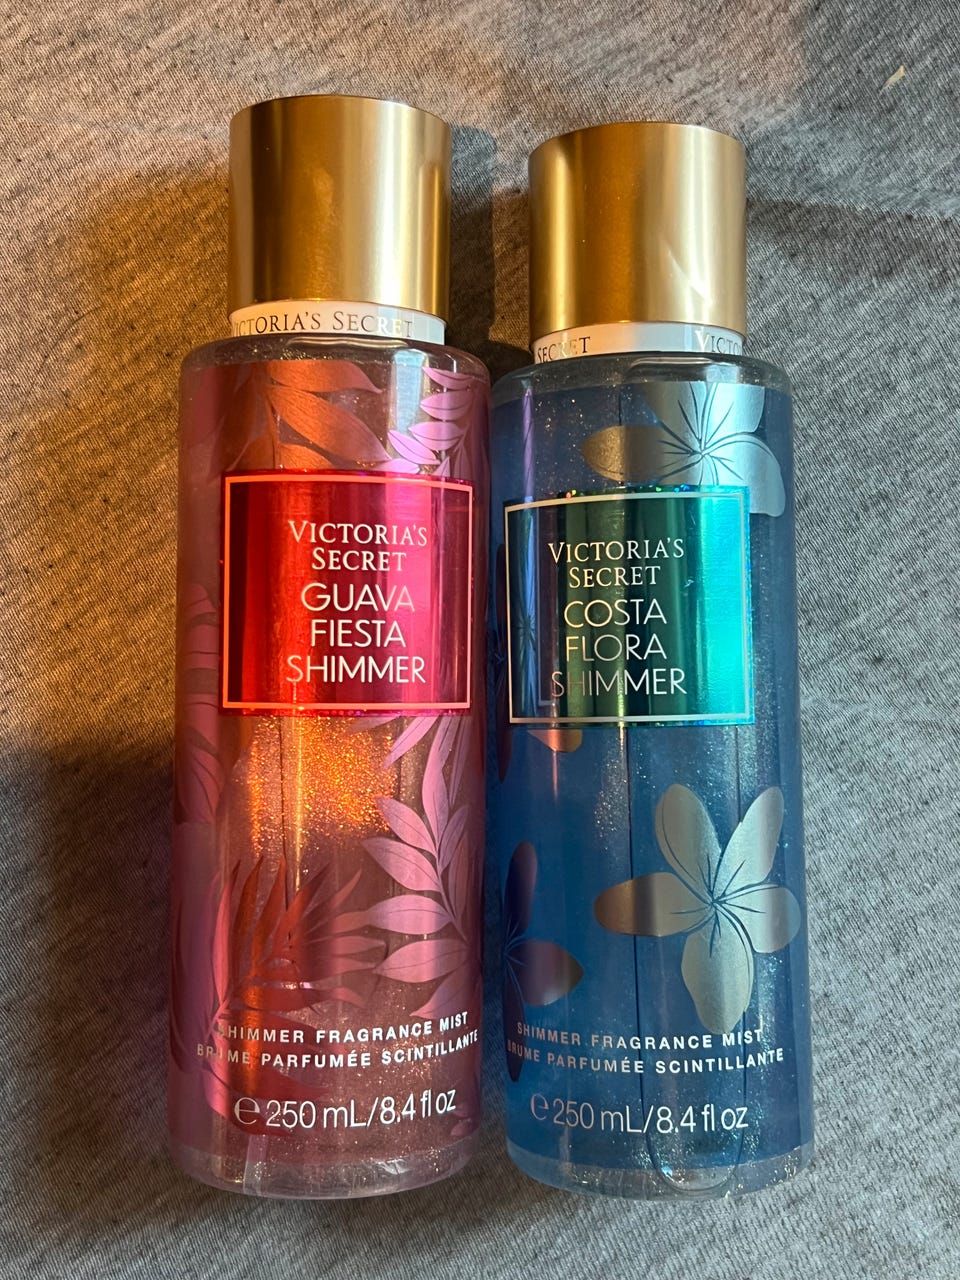 VICTORIA'S SECRET
VICTORIA'S
SECRET
GUAVA
FIESTA
SHIMMER
SHIMMER FRAGRANCE MIST
BRUME PARFUMÉE SCINTILLANTE
e 250 mL/8.4 fl oz
SECRET
VICTORIA'S
SECRET
COSTA
FLORA
SHIMMER
SHIMMER FRAGRANCE MIST
BRUME PARFUMÉE SCINTILLANTE
e 250 mL/8.4 fl oz